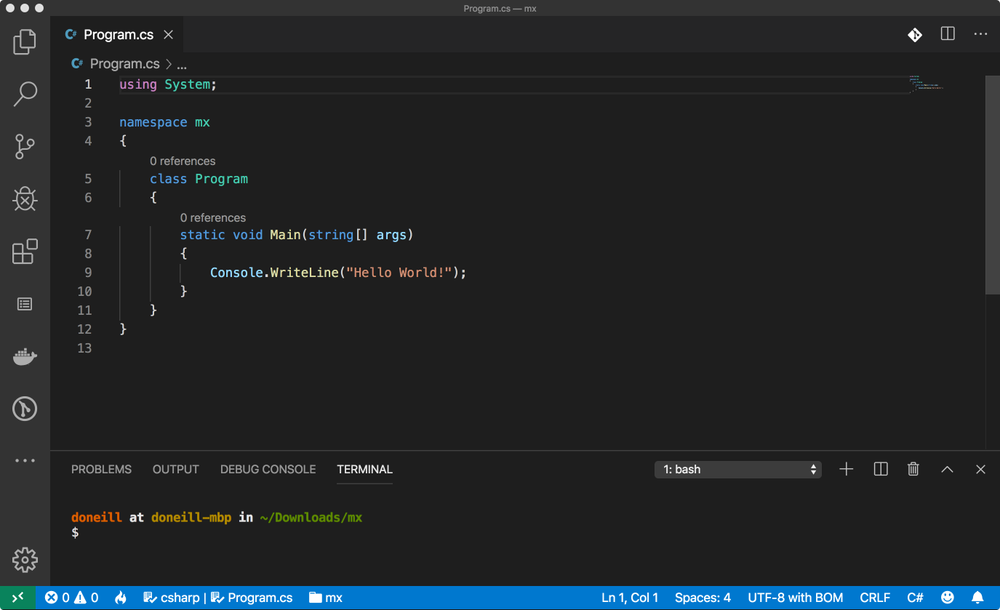 Program.cs — mx
C# Program.cs
C# Program.cs > ...
1 using System;
2
3 namespace mx
4 {
0 references
5 class Program
6 {
0 references
7 static void Main(string[] args)
8 {
9 Console.WriteLine("Hello World!");
10 }
11 }
12 }
13
PROBLEMS OUTPUT DEBUG CONSOLE TERMINAL 1: bash
doneill at doneill-mbp in ~/Downloads/mx
$
0 0 csharp | Program.cs mx Ln 1, Col 1 Spaces: 4 UTF-8 with BOM CRLF C#